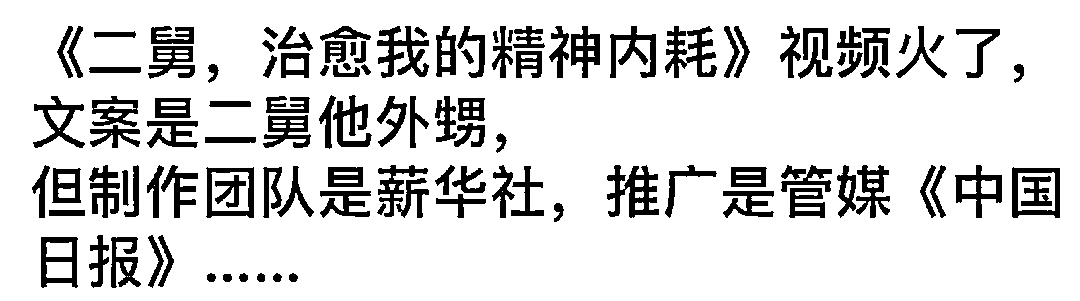 《二舅，治愈我的精神内耗》视频火了，
文案是二舅他外甥，
但制作团队是薪华社，推广是管媒《中国
日报》......